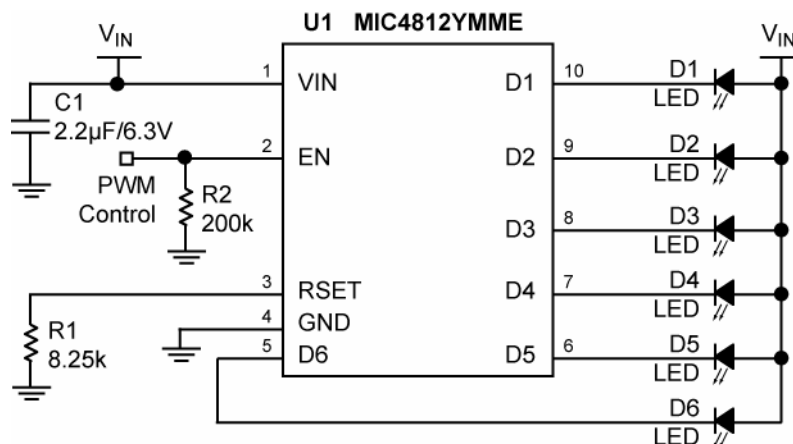 U1 MIC4812YMME
V_IN
V_IN
1
VIN
D1
10
D1
LED
C1
2.2µF/6.3V
2
EN
D2
9
D2
LED
PWM
Control
R2
200k
D3
8
D3
LED
3
RSET
D4
7
D4
LED
4
GND
R1
8.25k
5
D6
D5
6
D5
LED
D6
LED